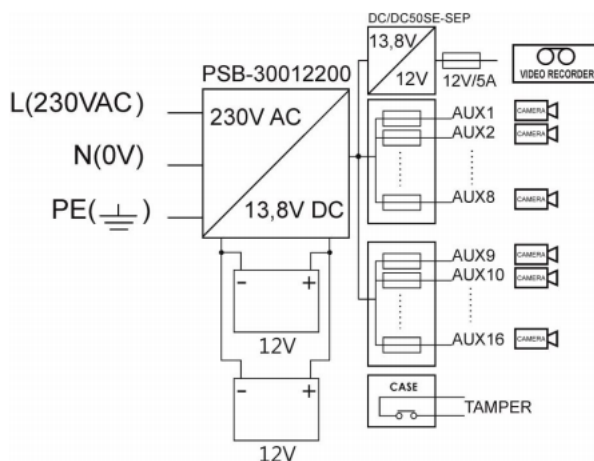 DC/DC50SE-SEP
13,8V
12V
12V/5A
VIDEO RECORDER
PSB-30012200
L(230VAC)
N(0V)
PE( )
230V AC
13,8V DC
AUX1
CAMERA
AUX2
CAMERA
AUX8
CAMERA
AUX9
CAMERA
AUX10
CAMERA
AUX16
CAMERA
- +
12V
- +
12V
CASE
TAMPER